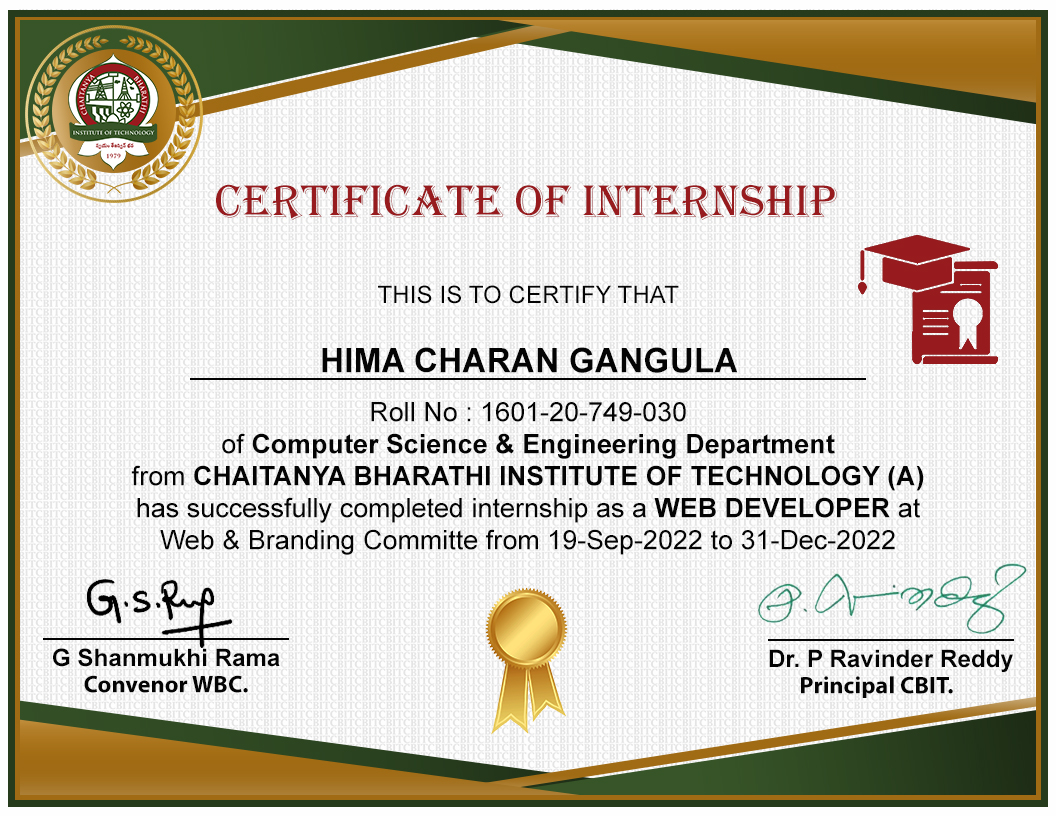 CHAITANYA BHARATHI
INSTITUTE OF TECHNOLOGY
1979
CERTIFICATE OF INTERNSHIP
THIS IS TO CERTIFY THAT
HIMA CHARAN GANGULA
Roll No : 1601-20-749-030
of Computer Science & Engineering Department
from CHAITANYA BHARATHI INSTITUTE OF TECHNOLOGY (A)
has successfully completed internship as a WEB DEVELOPER at
Web & Branding Committe from 19-Sep-2022 to 31-Dec-2022
G.S.
G Shanmukhi Rama
Convenor WBC.
Dr. P Ravinder Reddy
Principal CBIT.